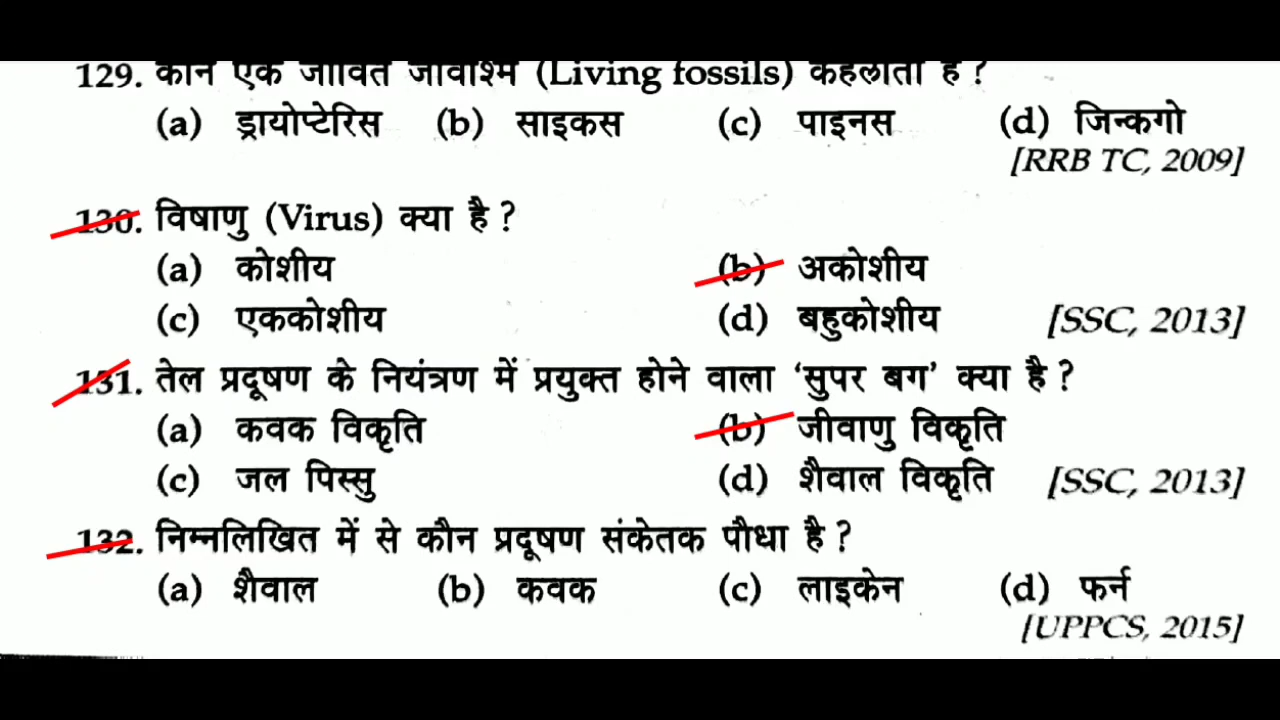 129. कौन एक जीवित जीवाश्म (Living fossils) कहलाता है ?
(a) ड्रायोप्टेरिस (b) साइकस (c) पाइनस (d) जिन्कगो
[RRB TC, 2009]
130. विषाणु (Virus) क्या है ?
(a) कोशीय (b) अकोशीय
(c) एककोशीय (d) बहुकोशीय [SSC, 2013]
131. तेल प्रदूषण के नियंत्रण में प्रयुक्त होने वाला 'सुपर बग' क्या है ?
(a) कवक विकृति (b) जीवाणु विकृति
(c) जल पिस्सु (d) शैवाल विकृति [SSC, 2013]
132. निम्नलिखित में से कौन प्रदूषण संकेतक पौधा है ?
(a) शैवाल (b) कवक (c) लाइकेन (d) फर्न
[UPPCS, 2015]